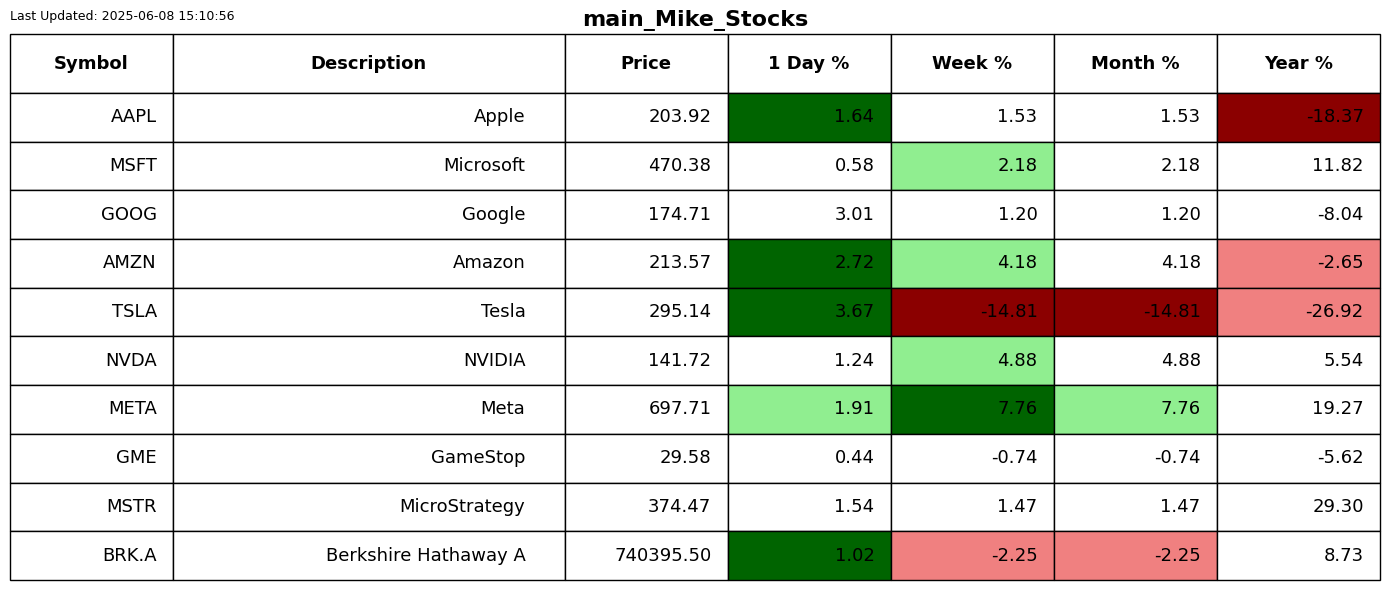 Last Updated: 2025-06-08 15:10:56
main_Mike_Stocks
Symbol Description Price 1 Day % Week % Month % Year %
AAPL Apple 203.92 1.64 1.53 1.53 -18.37
MSFT Microsoft 470.38 0.58 2.18 2.18 11.82
GOOG Google 174.71 3.01 1.20 1.20 -8.04
AMZN Amazon 213.57 2.72 4.18 4.18 -2.65
TSLA Tesla 295.14 3.67 -14.81 -14.81 -26.92
NVDA NVIDIA 141.72 1.24 4.88 4.88 5.54
META Meta 697.71 1.91 7.76 7.76 19.27
GME GameStop 29.58 0.44 -0.74 -0.74 -5.62
MSTR MicroStrategy 374.47 1.54 1.47 1.47 29.30
BRK.A Berkshire Hathaway A 740395.50 1.02 -2.25 -2.25 8.73